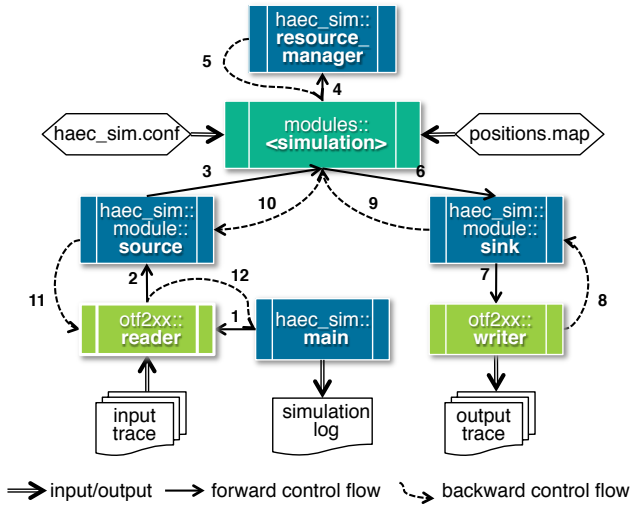 haec_sim::
resource_
manager
5
4
haec_sim.conf
modules::
<simulation>
positions.map
3
6
10
9
haec_sim::
module::
source
haec_sim::
module::
sink
2
12
7
11
8
otf2xx::
reader
1
haec_sim::
main
otf2xx::
writer
input
trace
simulation
log
output
trace
input/output
forward control flow
backward control flow